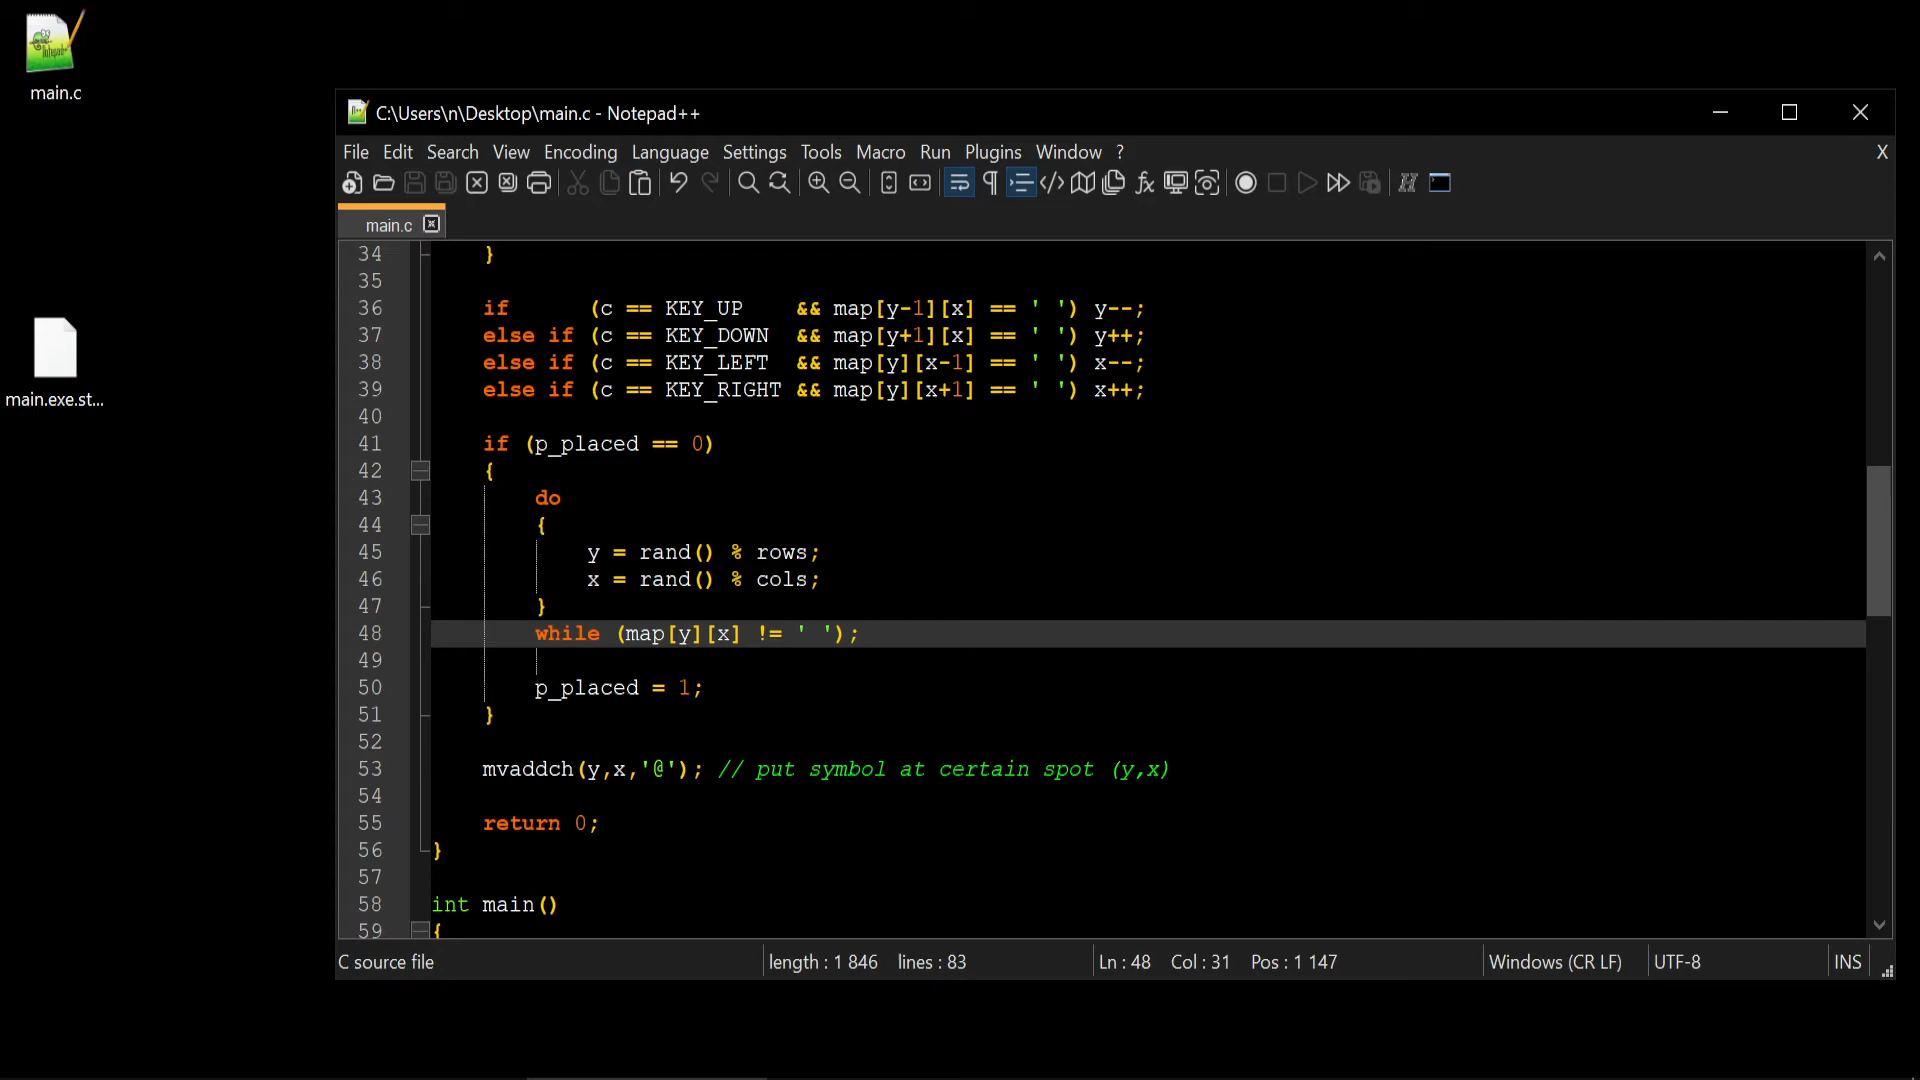 main.c
main.exe.st...
C:\Users\n\Desktop\main.c - Notepad++
File Edit Search View Encoding Language Settings Tools Macro Run Plugins Window ? X
main.c
34 }
35
36 if (c == KEY_UP && map[y-1][x] == ' ') y--;
37 else if (c == KEY_DOWN && map[y+1][x] == ' ') y++;
38 else if (c == KEY_LEFT && map[y][x-1] == ' ') x--;
39 else if (c == KEY_RIGHT && map[y][x+1] == ' ') x++;
40
41 if (p_placed == 0)
42 {
43 do
44 {
45 y = rand() % rows;
46 x = rand() % cols;
47 }
48 while (map[y][x] != ' ');
49
50 p_placed = 1;
51 }
52
53 mvaddch(y,x,'@'); // put symbol at certain spot (y,x)
54
55 return 0;
56 }
57
58 int main()
59 {
C source file length : 1 846 lines : 83 Ln : 48 Col : 31 Pos : 1 147 Windows (CR LF) UTF-8 INS